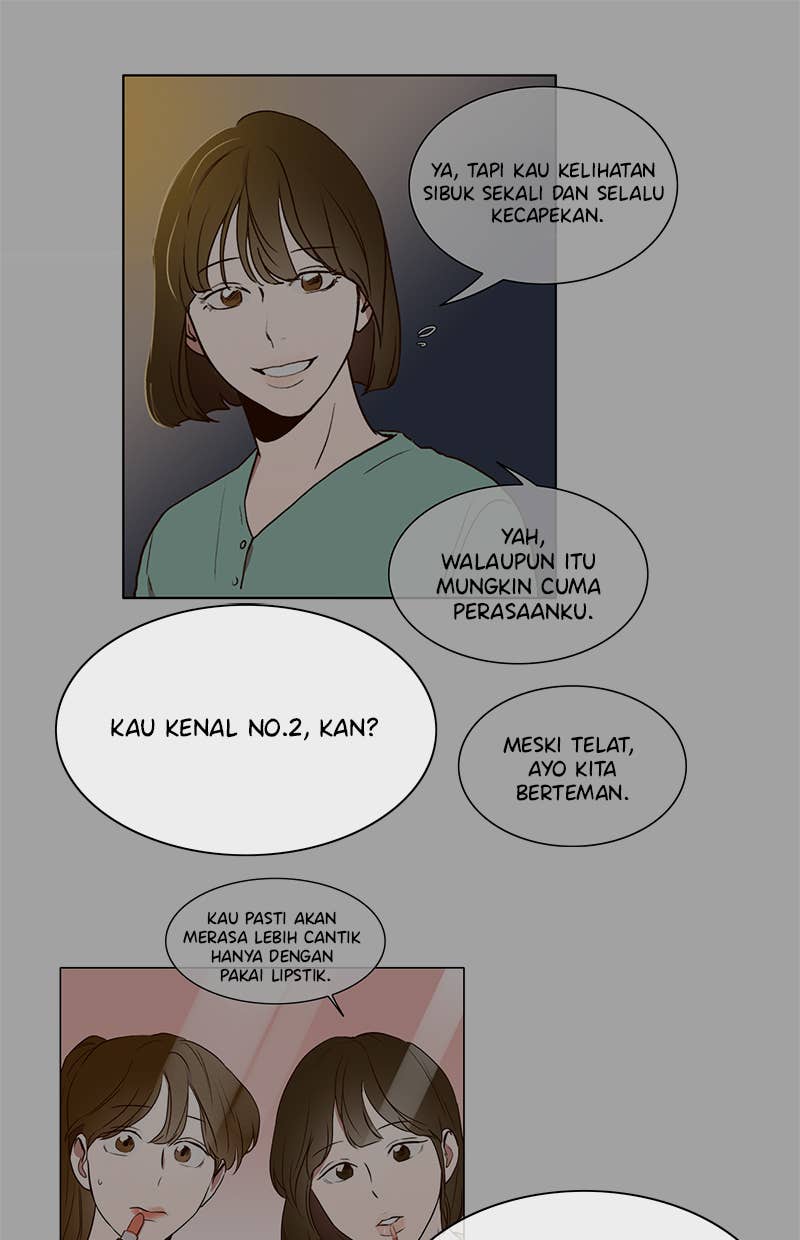 YA, TAPI KAU KELIHATAN
SIBUK SEKALI DAN SELALU
KECAPEKAN.
YAH,
WALAUPUN ITU
MUNGKIN CUMA
PERASAANKU.
KAU KENAL NO.2, KAN?
MESKI TELAT,
AYO KITA
BERTEMAN.
KAU PASTI AKAN
MERASA LEBIH CANTIK
HANYA DENGAN
PAKAI LIPSTIK.